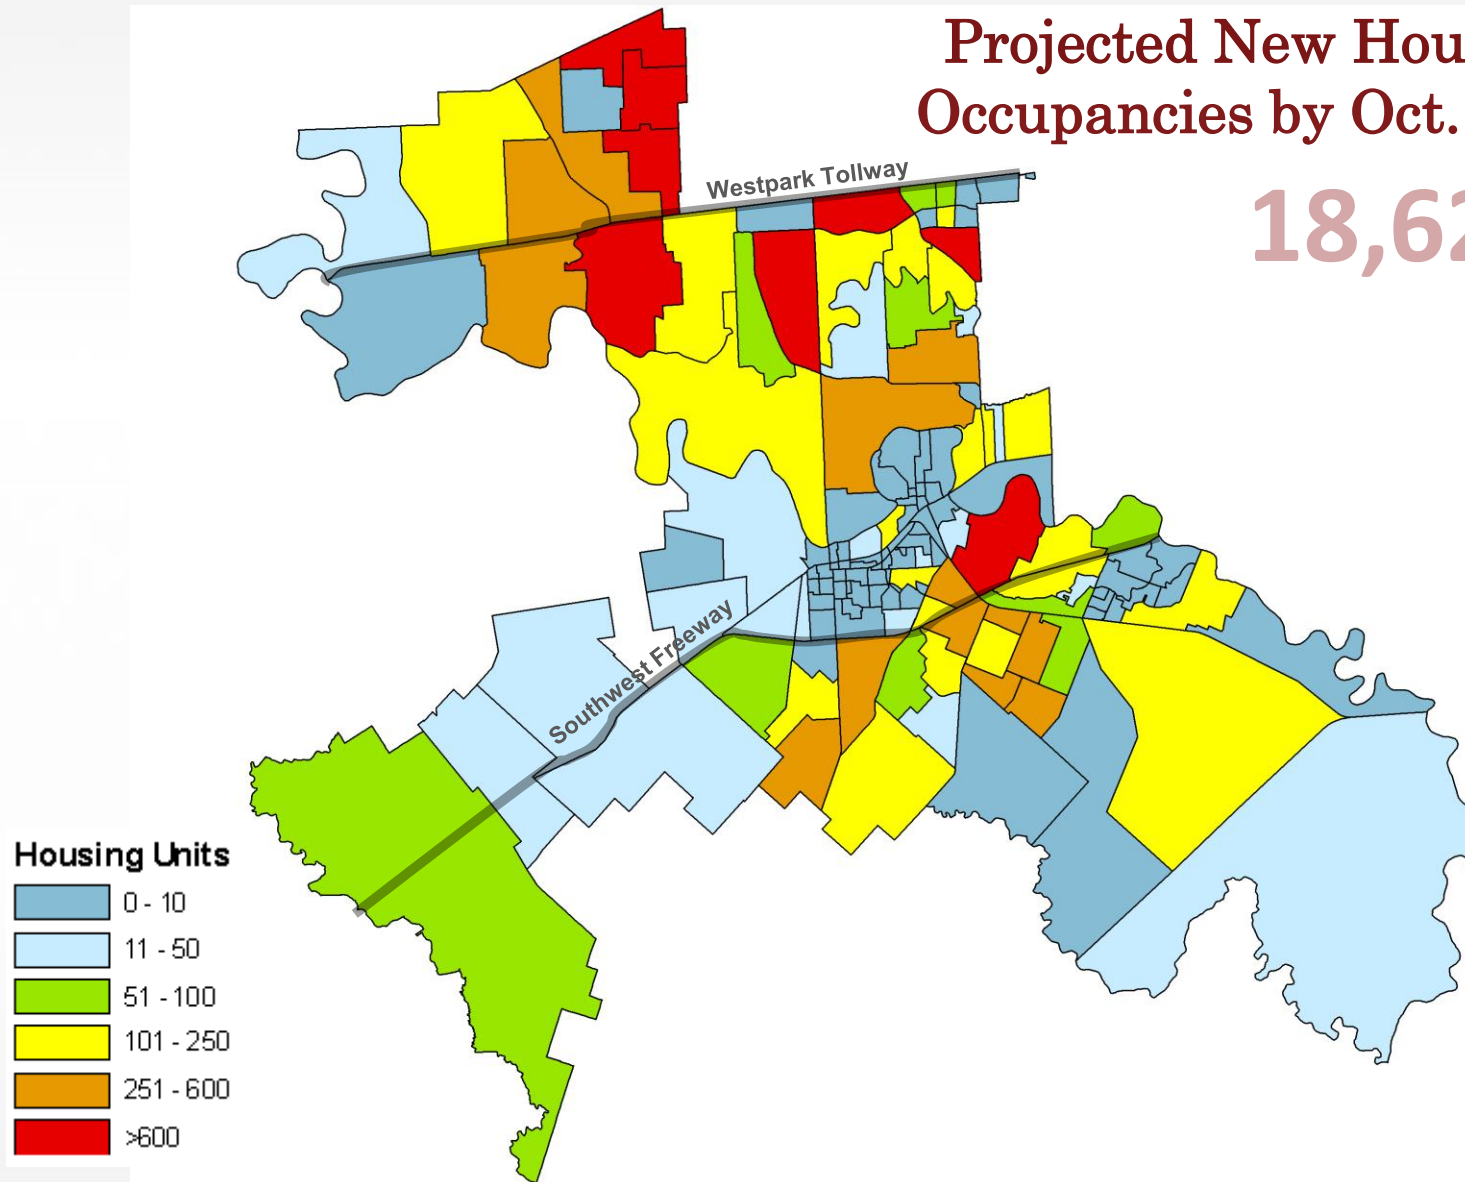 Projected New Hou
Occupancies by Oct.
18,62
Westpark Tollway
Southwest Freeway
Housing Units
0 - 10
11 - 50
51 - 100
101 - 250
251 - 600
>600